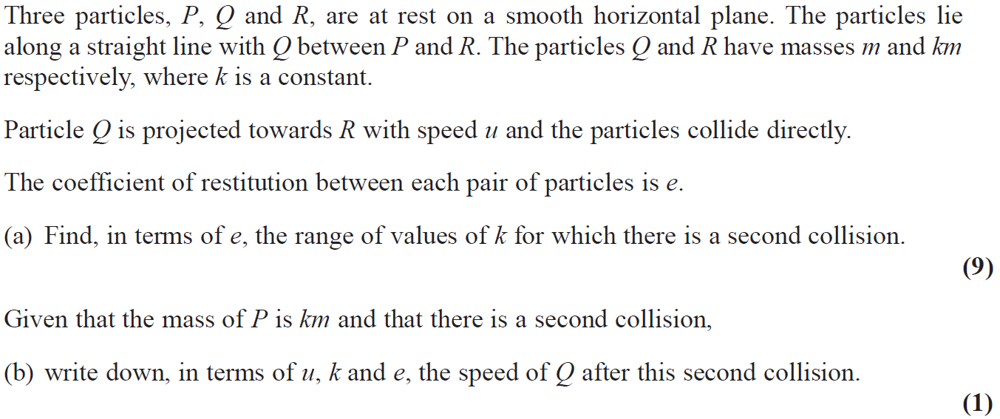 Three particles, P, Q and R, are at rest on a smooth horizontal plane. The particles lie
along a straight line with Q between P and R. The particles Q and R have masses m and km
respectively, where k is a constant.
Particle Q is projected towards R with speed u and the particles collide directly.
The coefficient of restitution between each pair of particles is e.
(a) Find, in terms of e, the range of values of k for which there is a second collision.
(9)
Given that the mass of P is km and that there is a second collision,
(b) write down, in terms of u, k and e, the speed of Q after this second collision.
(1)